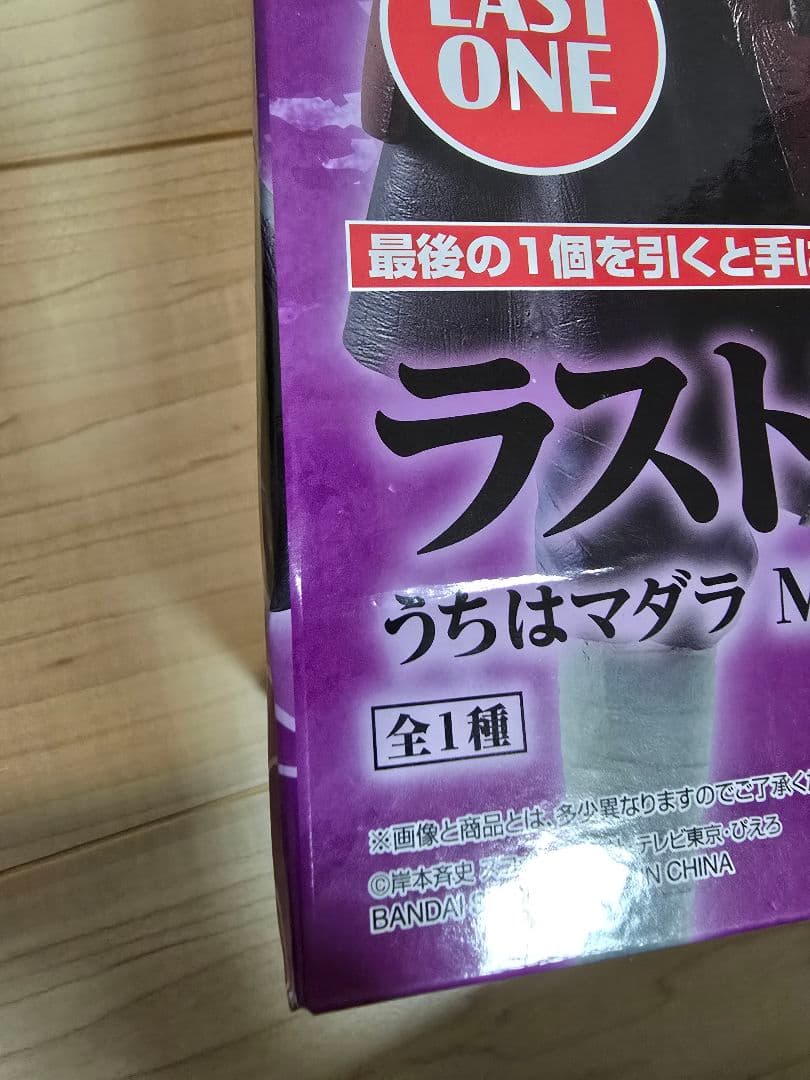 LAST
ONE
最後の1個を引くと手に
ラスト
うちはマダラ M
全1種
※画像と商品とは、多少異なりますのでご了承く
©岸本斉史 スコ テレビ東京・ぴえろ
BANDAI S IN CHINA